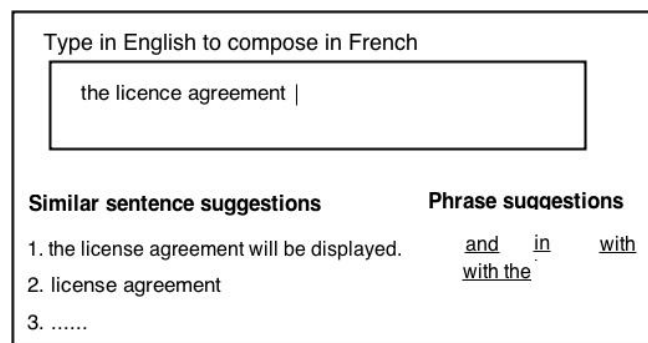 Type in English to compose in French
the licence agreement
Similar sentence suggestions
1. the license agreement will be displayed.
2. license agreement
3. ......
Phrase suggestions
and in with
with the